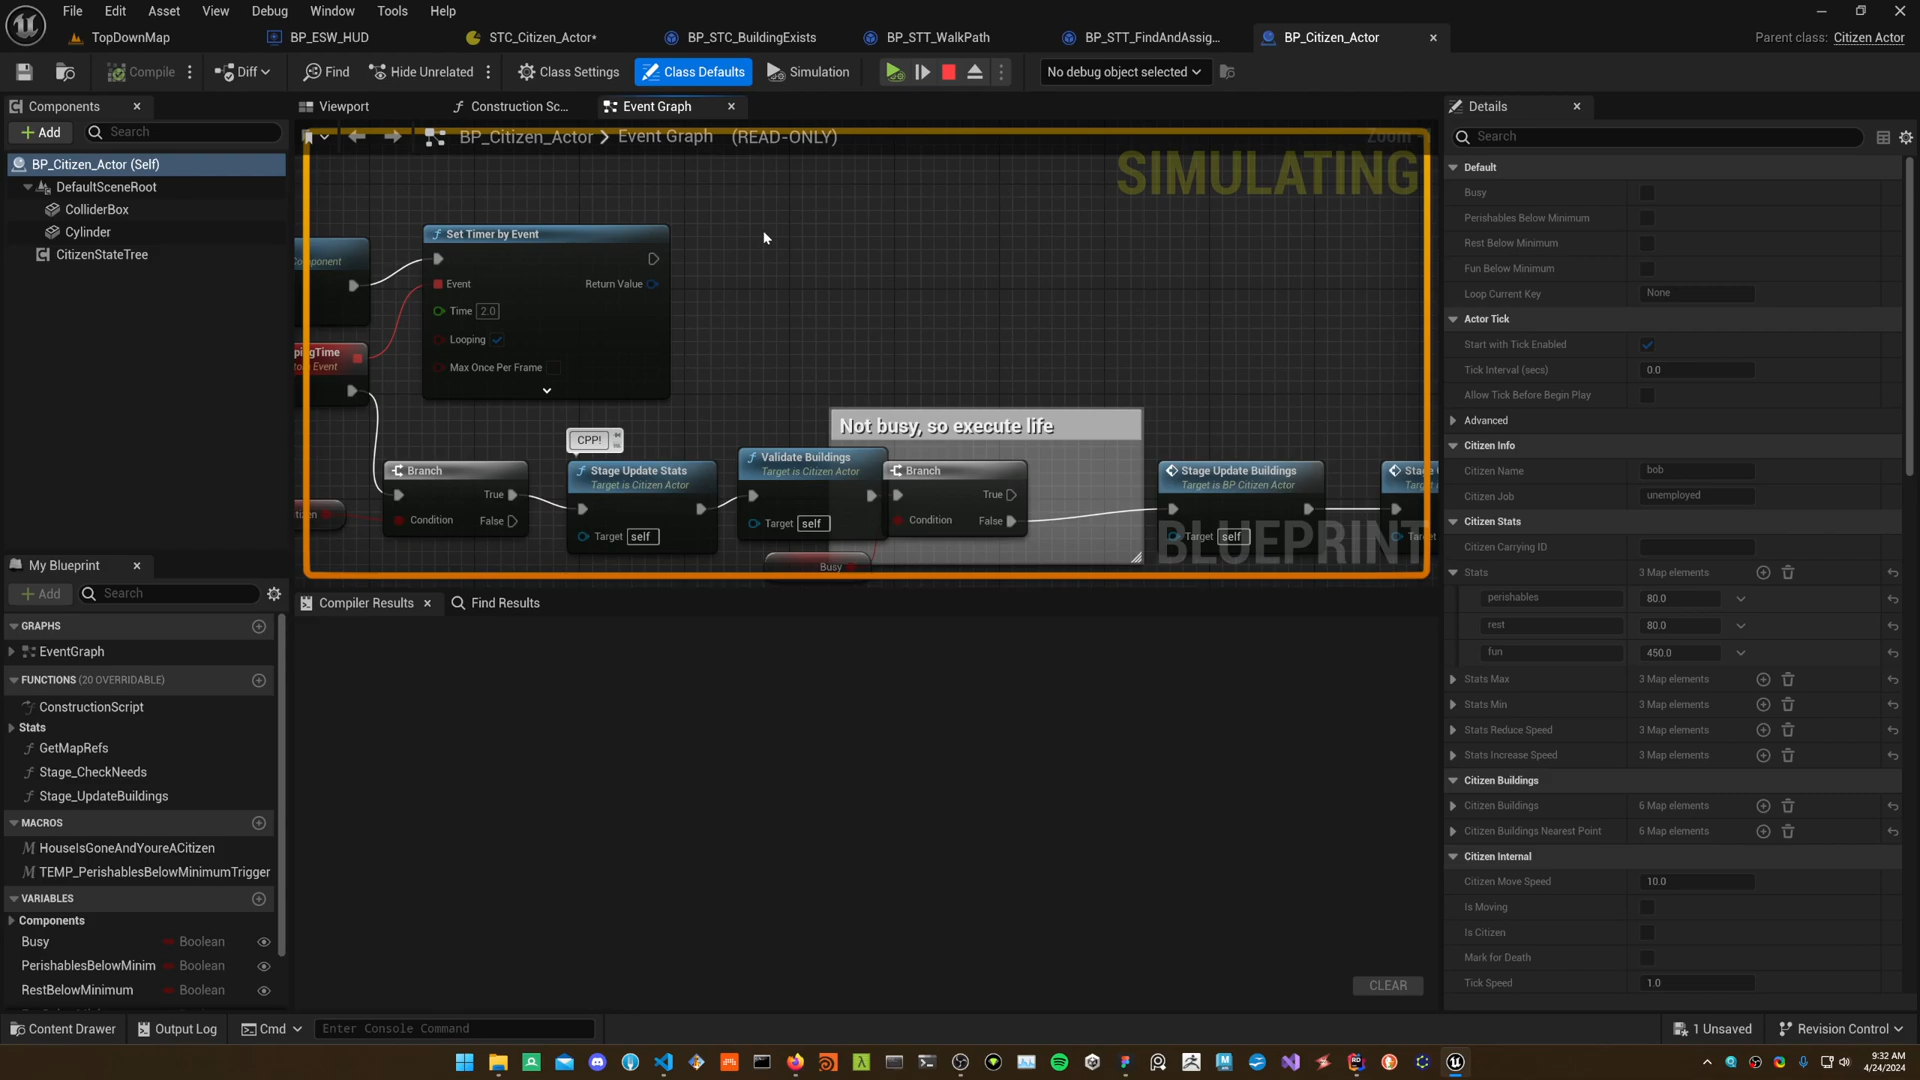 File Edit Asset View Debug Window Tools Help
TopDownMap BP_ESW_HUD STC_Citizen_Actor* BP_STC_BuildingExists BP_STT_WalkPath BP_STT_FindAndAssig... BP_Citizen_Actor Parent class: Citizen Actor
Compile Diff Find Hide Unrelated Class Settings Class Defaults Simulation No debug object selected
Components
Add Search
BP_Citizen_Actor (Self)
DefaultSceneRoot
ColliderBox
Cylinder
CitizenStateTree
My Blueprint
Add Search
GRAPHS
EventGraph
FUNCTIONS (20 OVERRIDABLE)
ConstructionScript
Stats
GetMapRefs
Stage_CheckNeeds
Stage_UpdateBuildings
MACROS
HouseIsGoneAndYoureACitizen
TEMP_PerishablesBelowMinimumTrigger
VARIABLES
Components
Busy Boolean
PerishablesBelowMinim Boolean
RestBelowMinimum Boolean
Viewport Construction Sc... Event Graph
BP_Citizen_Actor > Event Graph (READ-ONLY) Zoom
SIMULATING
Component
Set Timer by Event
Event Return Value
Time 2.0
Looping
Max Once Per Frame
pingTime
om Event
CPP!
Not busy, so execute life
tizen
Branch
True
Condition False
Stage Update Stats
Target is Citizen Actor
Target self
Validate Buildings
Target is Citizen Actor
Target self
Branch
True
Condition False
Busy
Stage Update Buildings
Target is BP Citizen Actor
Target self
Stage
Target
Target
BLUEPRINT
Compiler Results Find Results
CLEAR
Details
Search
Default
Busy
Perishables Below Minimum
Rest Below Minimum
Fun Below Minimum
Loop Current Key None
Actor Tick
Start with Tick Enabled
Tick Interval (secs) 0.0
Allow Tick Before Begin Play
Advanced
Citizen Info
Citizen Name bob
Citizen Job unemployed
Citizen Stats
Citizen Carrying ID
Stats 3 Map elements
perishables 80.0
rest 80.0
fun 450.0
Stats Max 3 Map elements
Stats Min 3 Map elements
Stats Reduce Speed 3 Map elements
Stats Increase Speed 3 Map elements
Citizen Buildings
Citizen Buildings 6 Map elements
Citizen Buildings Nearest Point 6 Map elements
Citizen Internal
Citizen Move Speed 10.0
Is Moving
Is Citizen
Mark for Death
Tick Speed 1.0
Content Drawer Output Log Cmd Enter Console Command 1 Unsaved Revision Control
9:32 AM
4/24/2024